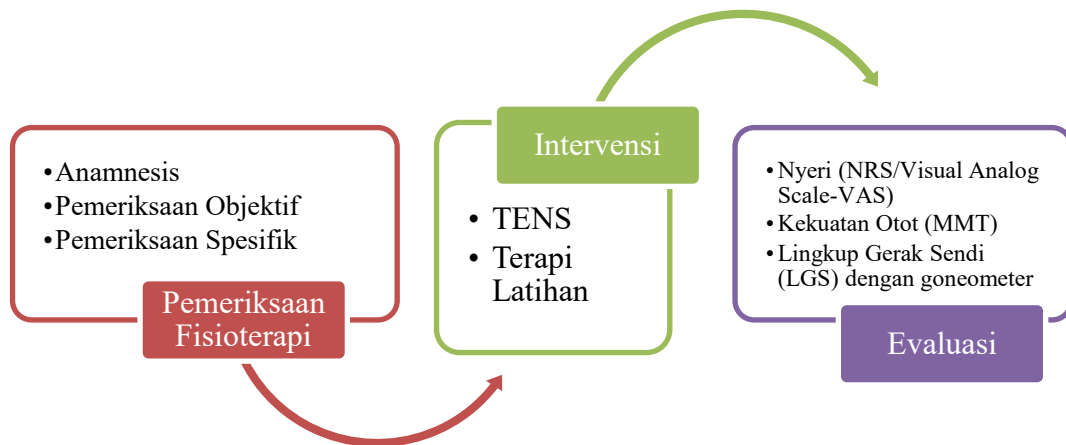 •Anamnesis
•Pemeriksaan Objektif
•Pemeriksaan Spesifik
Pemeriksaan
Fisioterapi
Intervensi
• TENS
• Terapi
Latihan
•Nyeri (NRS/Visual Analog
Scale-VAS)
•Kekuatan Otot (MMT)
•Lingkup Gerak Sendi
(LGS) dengan goneometer
Evaluasi